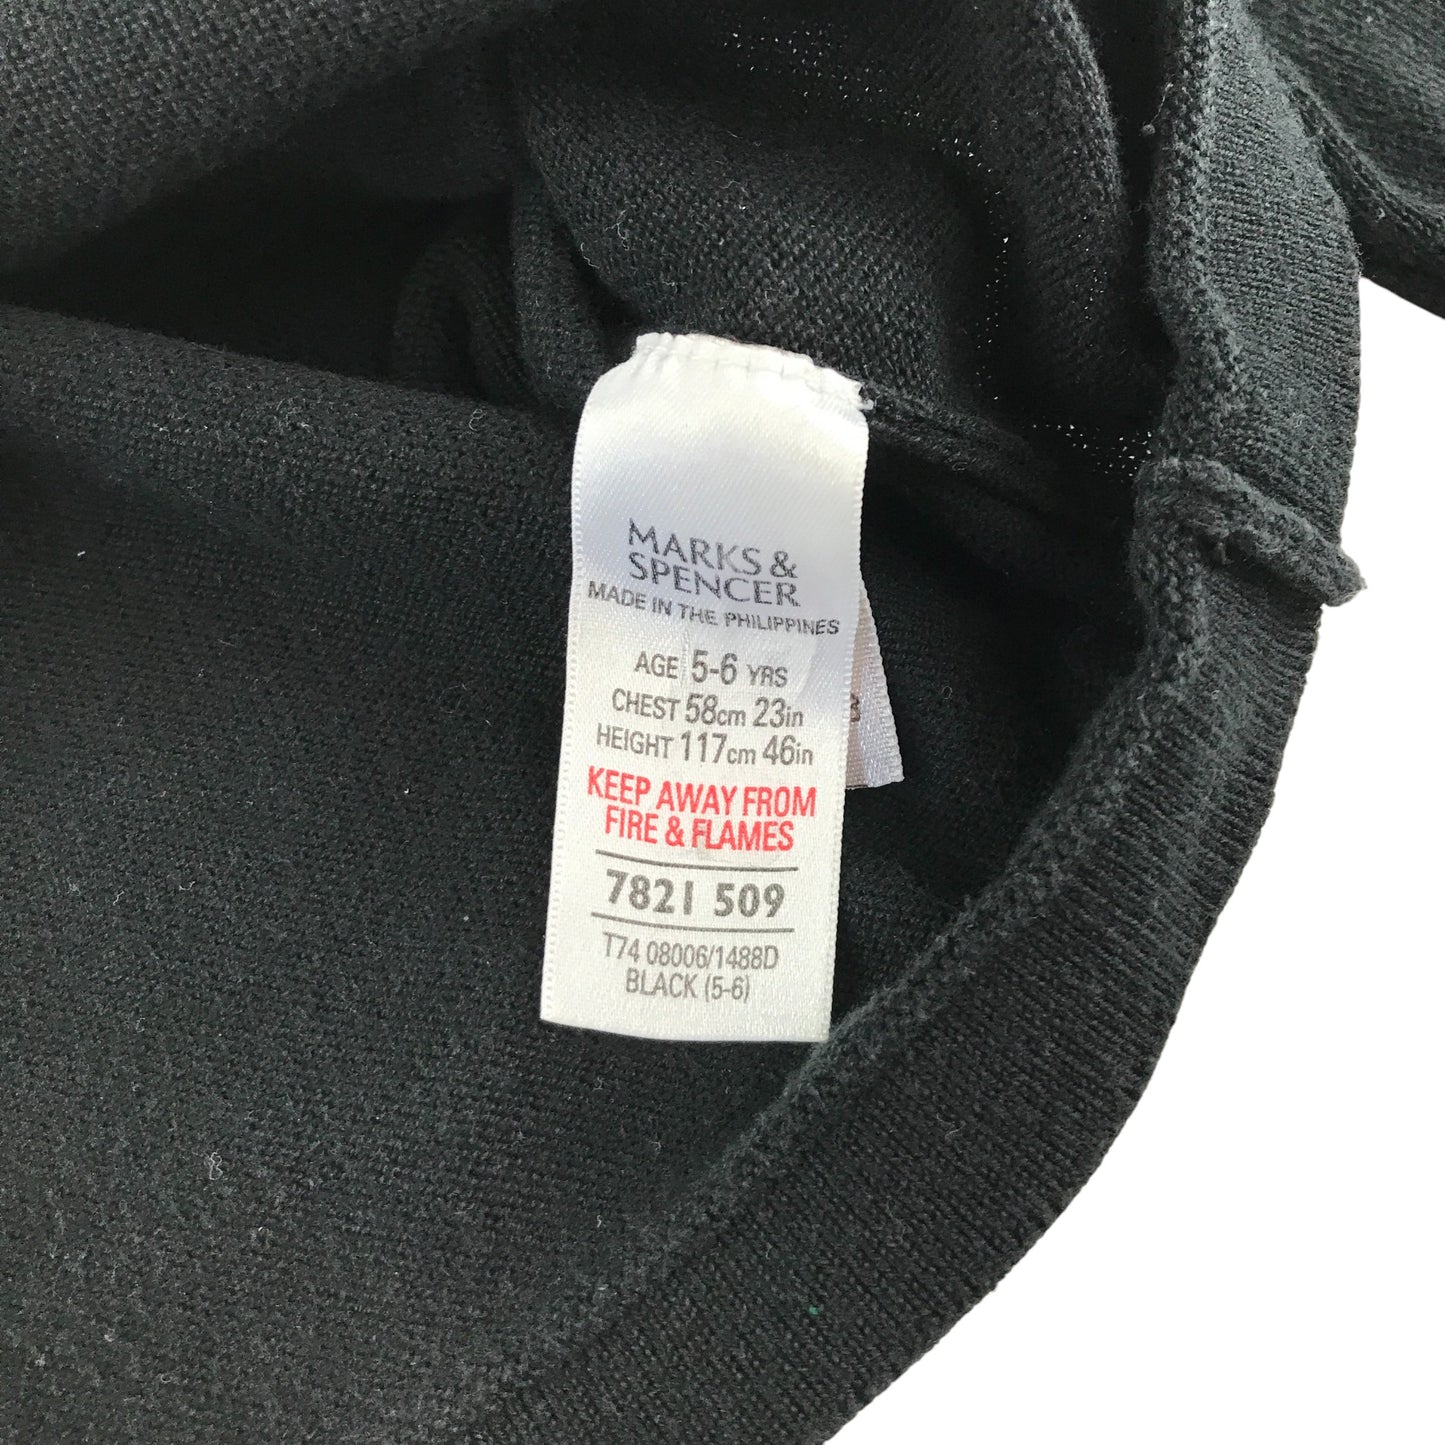 MARKS &
SPENCER
MADE IN THE PHILIPPINES
AGE 5-6 YRS
CHEST 58cm 23in
HEIGHT 117cm 46in
KEEP AWAY FROM
FIRE & FLAMES
7821 509
T74 08006/1488D
BLACK (5-6)